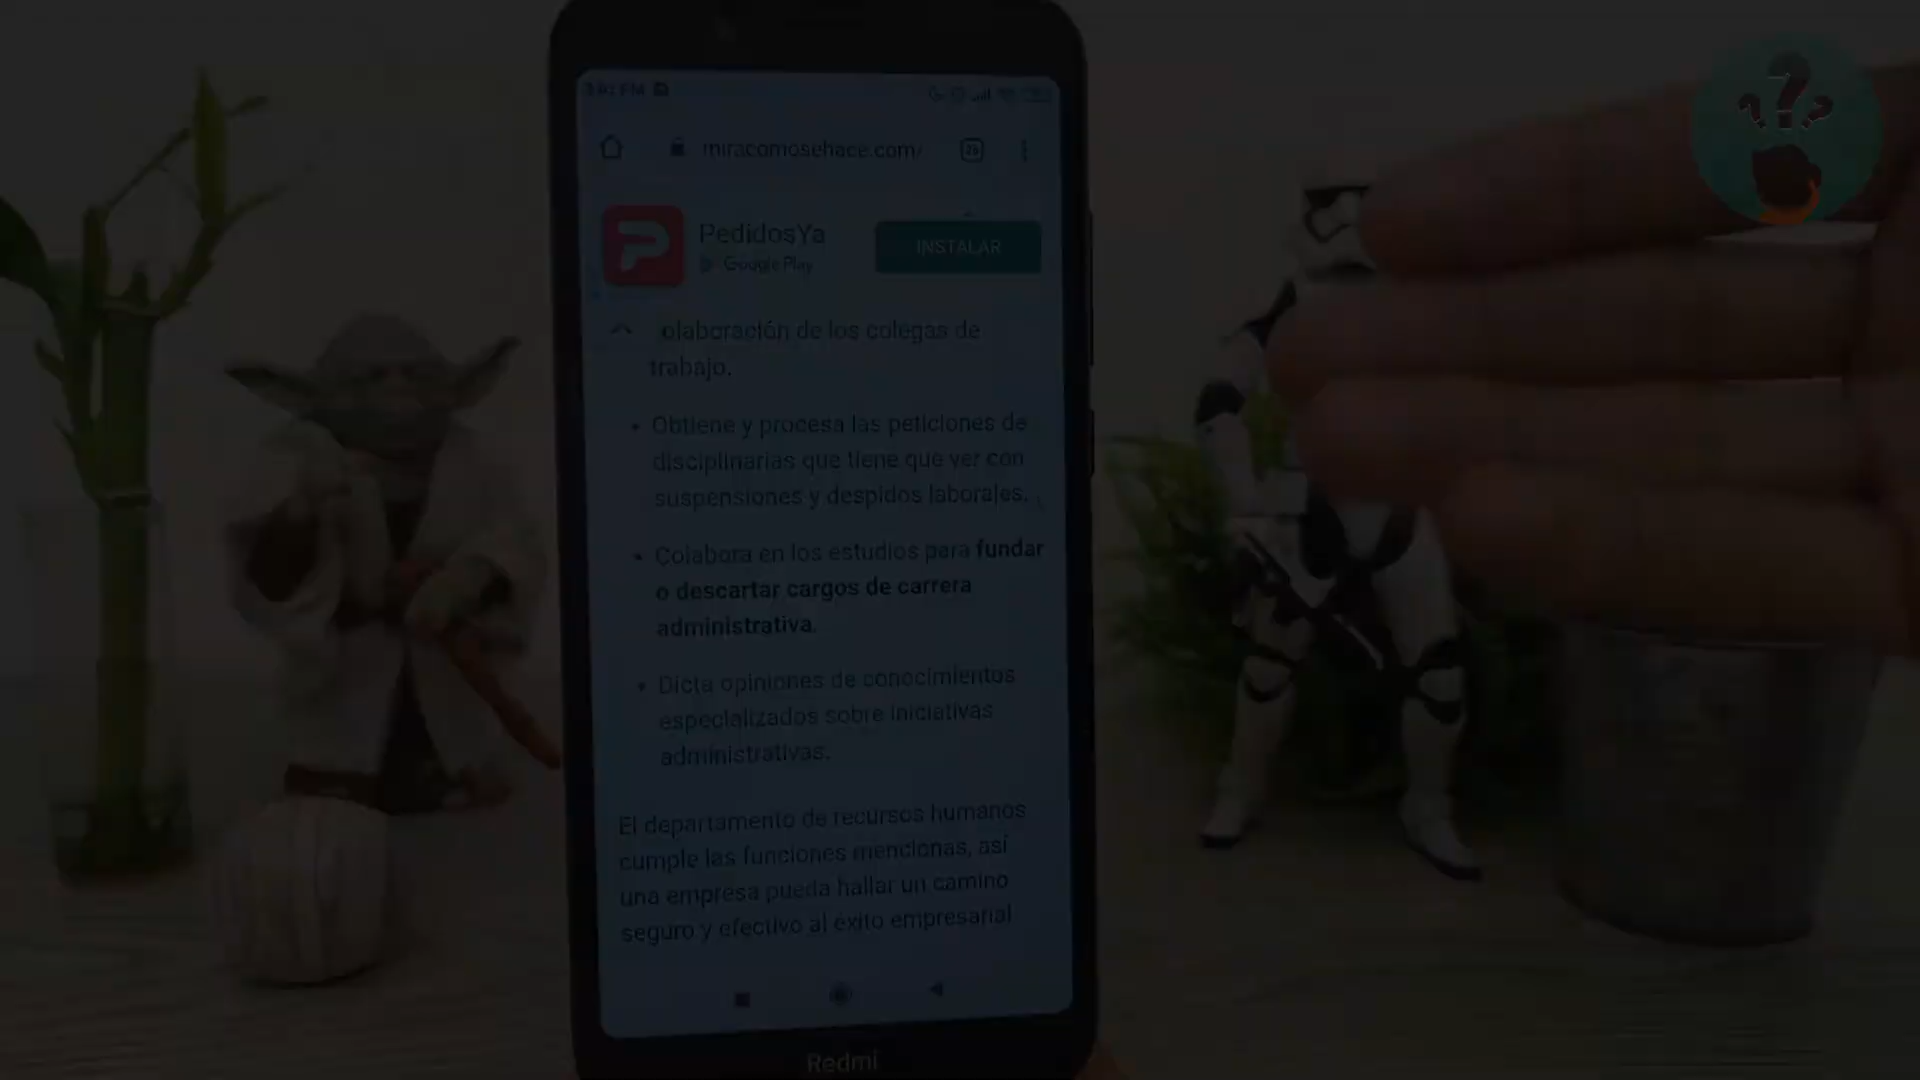 miracomosehace.com/
25
PedidosYa
INSTALAR
Google Play
olaboración de los colegas de
trabajo.
• Obtiene y procesa las peticiones de
disciplinarias que tiene que ver con
suspensiones y despidos laborales.
• Colabora en los estudios para fundar
o descartar cargos de carrera
administrativa.
• Dicta opiniones de conocimientos
especializados sobre iniciativas
administrativas.
El departamento de recursos humanos
cumple las funciones mencionas, así
una empresa pueda hallar un camino
seguro y efectivo al éxito empresarial
Redmi